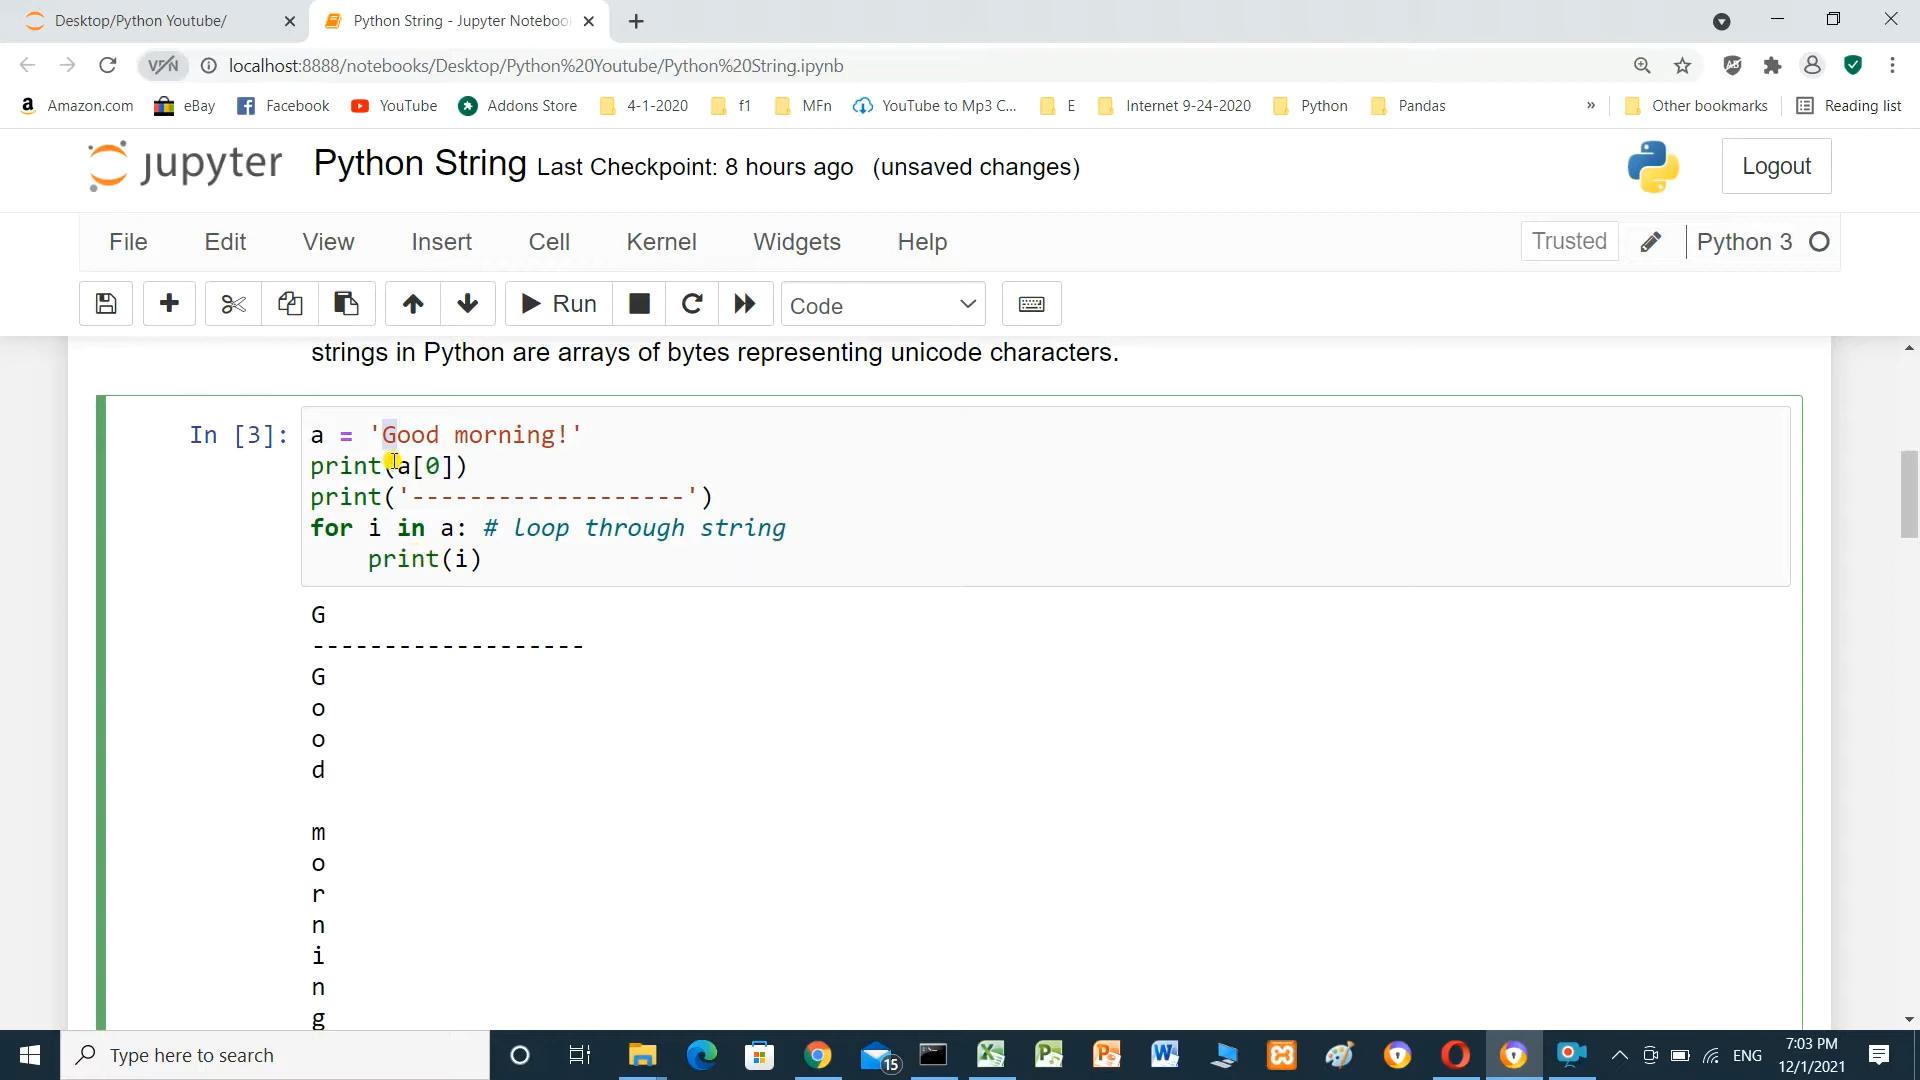 Desktop/Python Youtube/
Python String - Jupyter Noteboo
VPN
localhost:8888/notebooks/Desktop/Python%20Youtube/Python%20String.ipynb
Amazon.com
eBay
Facebook
YouTube
Addons Store
4-1-2020
f1
MFn
YouTube to Mp3 C...
E
Internet 9-24-2020
Python
Pandas
»
Other bookmarks
Reading list
jupyter
Python String Last Checkpoint: 8 hours ago (unsaved changes)
Logout
File
Edit
View
Insert
Cell
Kernel
Widgets
Help
Trusted
Python 3
Run
Code
strings in Python are arrays of bytes representing unicode characters.
In [3]: a = 'Good morning!'
print(a[0])
print('-------------------')
for i in a: # loop through string
print(i)
G
-------------------
G
o
o
d
m
o
r
n
i
n
g
Type here to search
15
ENG
7:03 PM
12/1/2021